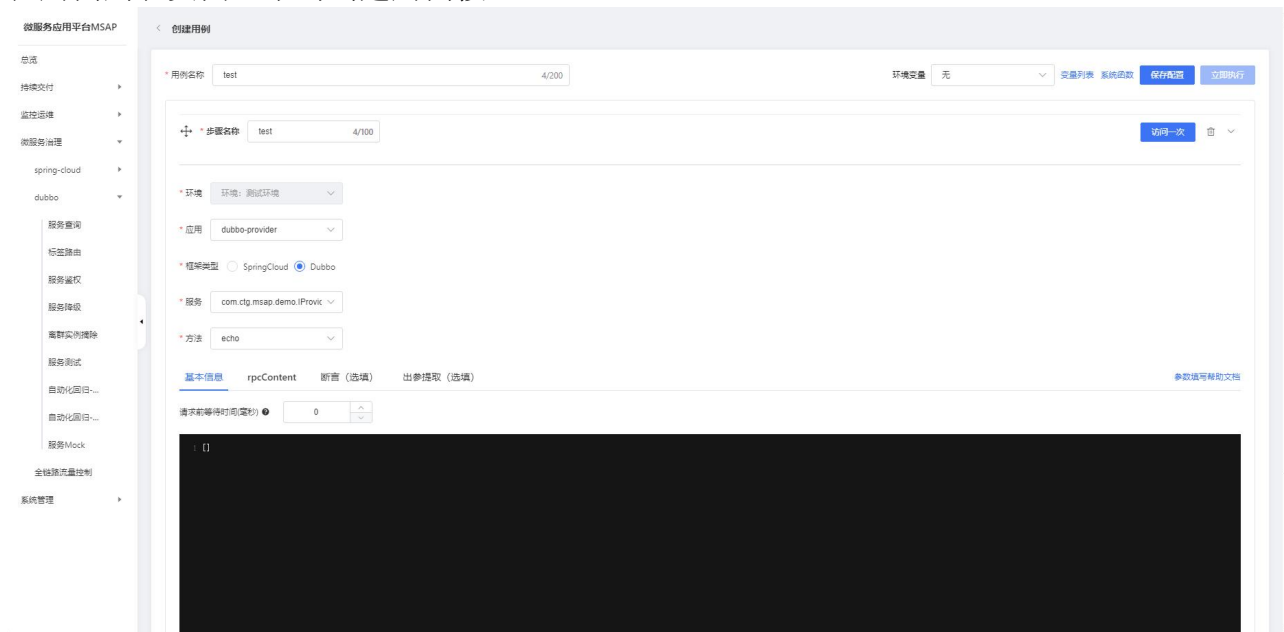 微服务应用平台MSAP
总览
持续交付
监控运维
微服务治理
spring-cloud
dubbo
服务查询
标签路由
服务鉴权
服务降级
离群实例摘除
服务测试
自动化回归-...
自动化回归-...
服务Mock
全链路流量控制
系统管理
创建用例
* 用例名称 test 4/200 环境变量 无 变量列表 系统函数 保存配置 立即执行
* 步骤名称 test 4/100 访问一次
* 环境 环境：测试环境
* 应用 dubbo-provider
* 框架类型 SpringCloud Dubbo
* 服务 com.ctg.msap.demo.IProvic
* 方法 echo
基本信息 rpcContent 断言（选填） 出参提取（选填） 参数填写帮助文档
请求前等待时间(毫秒) 0
1 []